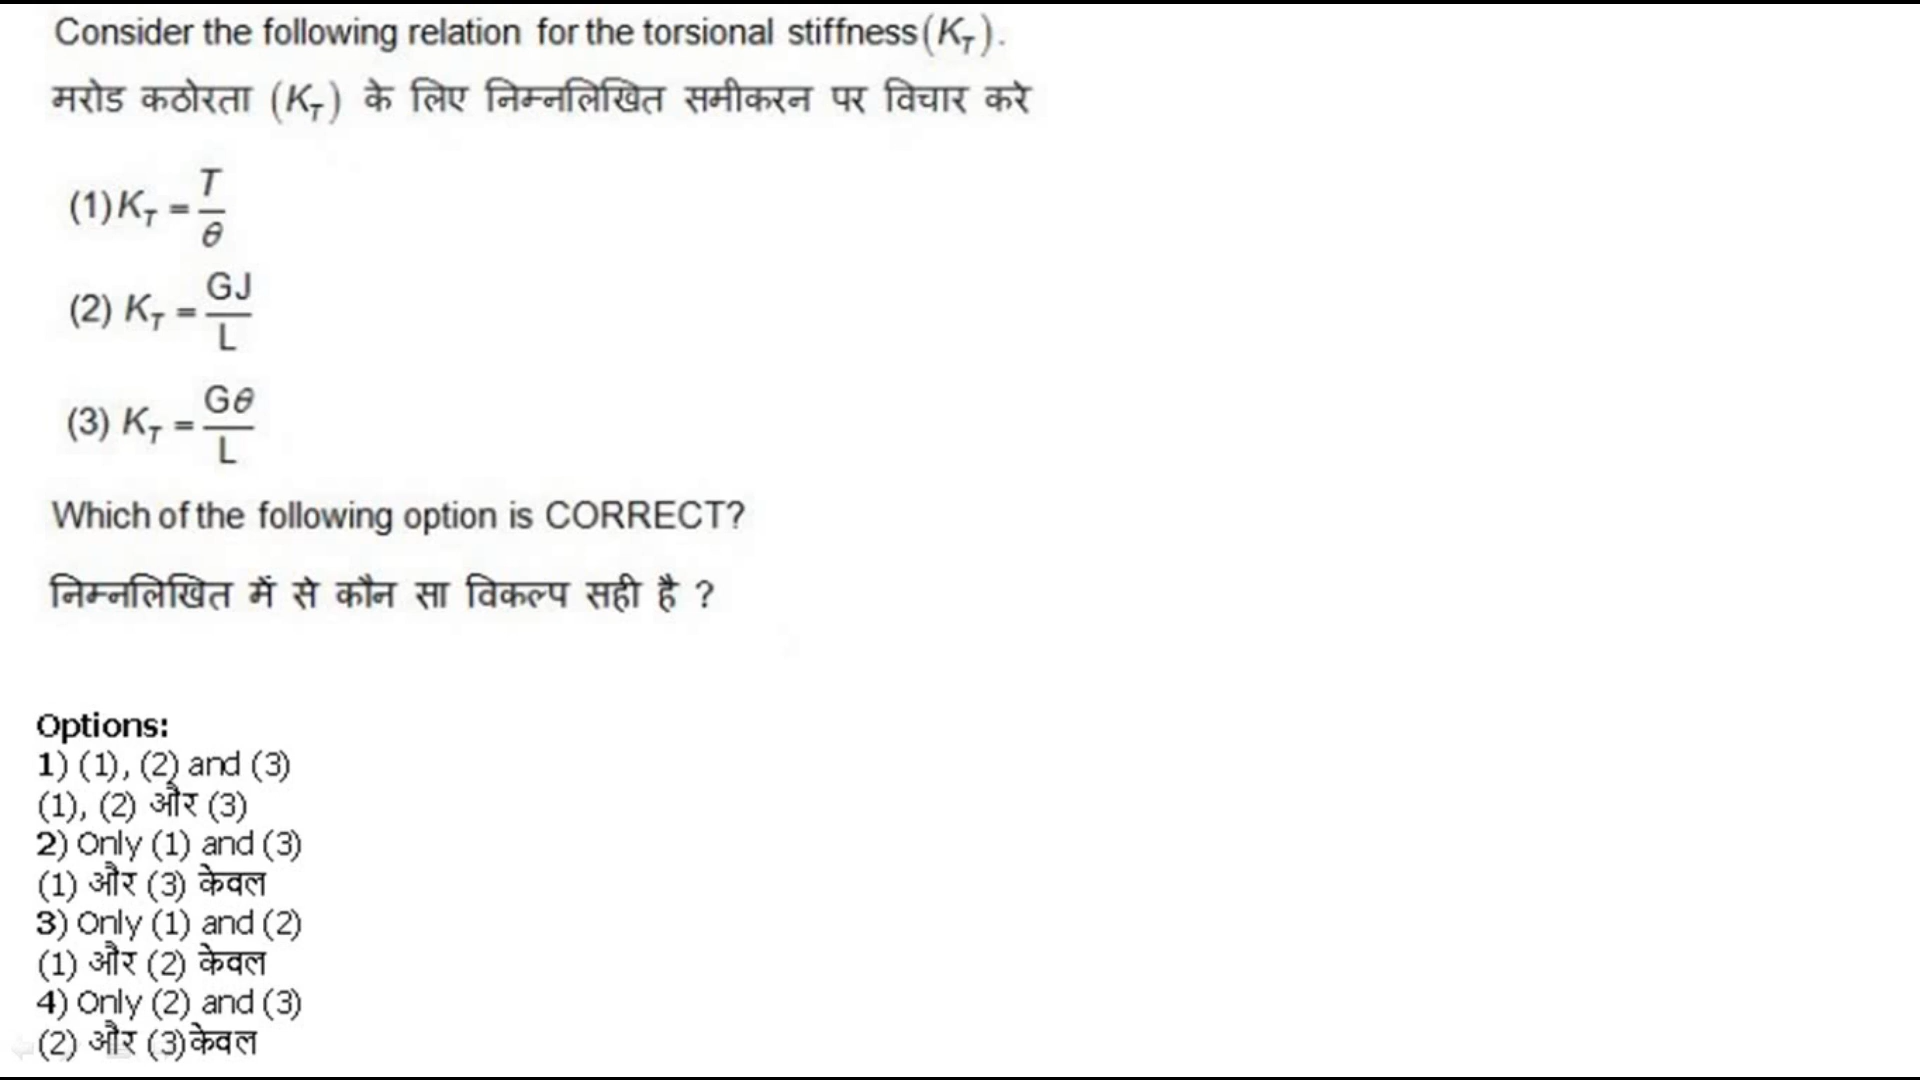 Consider the following relation for the torsional stiffness (K_T).
मरोड कठोरता (K_T) के लिए निम्नलिखित समीकरन पर विचार करे
(1) K_T = T/θ
(2) K_T = GJ/L
(3) K_T = Gθ/L
Which of the following option is CORRECT?
निम्नलिखित में से कौन सा विकल्प सही है ?
Options:
1) (1), (2) and (3)
(1), (2) और (3)
2) Only (1) and (3)
(1) और (3) केवल
3) Only (1) and (2)
(1) और (2) केवल
4) Only (2) and (3)
(2) और (3)केवल